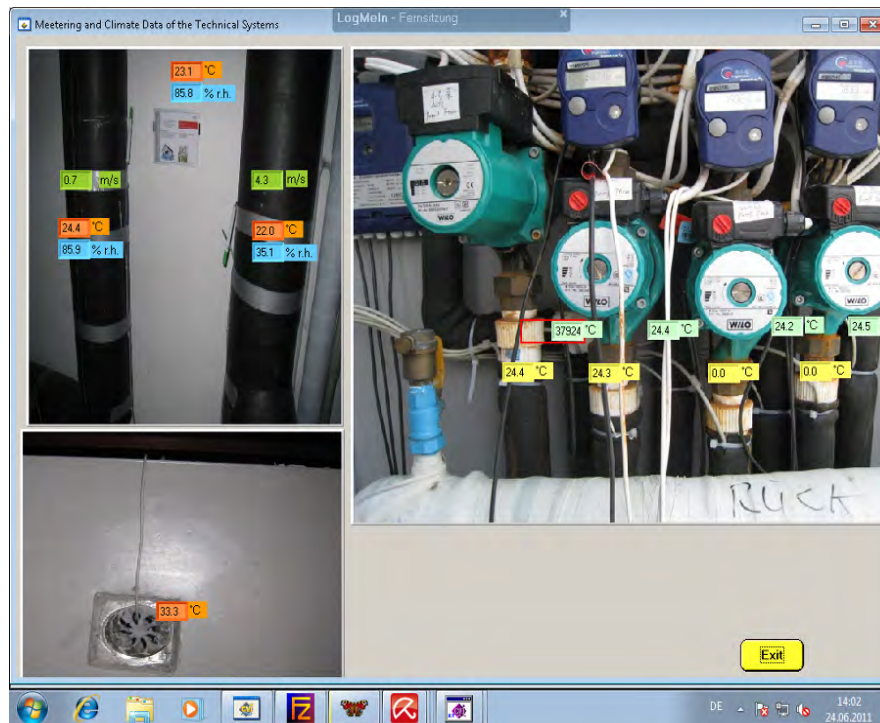 Meetering and Climate Data of the Technical Systems
LogMeIn - Fernsitzung
23.1 °C
85.8 % r.h.
0.7 m/s
4.3 m/s
24.4 °C
22.0 °C
85.9 % r.h.
35.1 % r.h.
37924 °C
24.4 °C
24.2 °C
24.5
24.4 °C
24.3 °C
0.0 °C
0.0 °C
WILO
WILO
WILO
RÜCK
33.3 °C
Exit
DE
14:02
24.06.2011